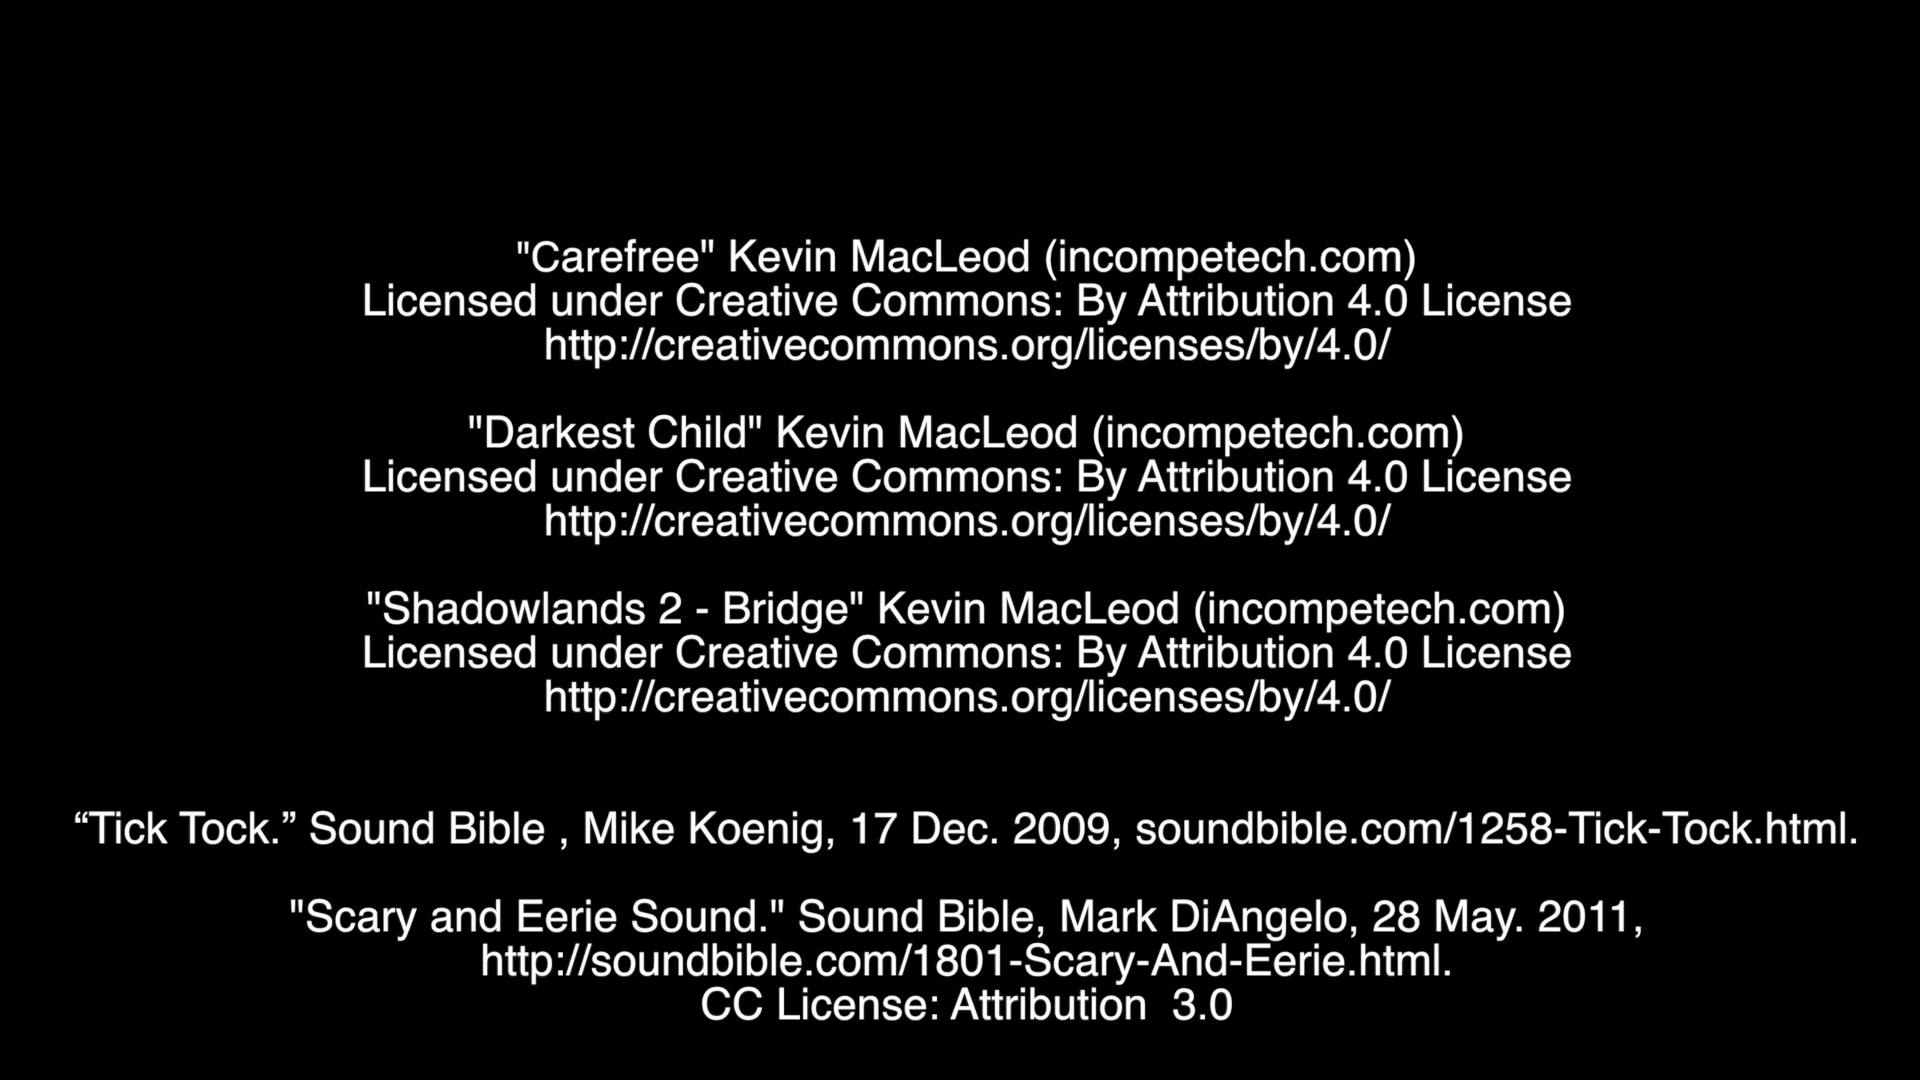 "Carefree" Kevin MacLeod (incompetech.com)
Licensed under Creative Commons: By Attribution 4.0 License
http://creativecommons.org/licenses/by/4.0/
"Darkest Child" Kevin MacLeod (incompetech.com)
Licensed under Creative Commons: By Attribution 4.0 License
http://creativecommons.org/licenses/by/4.0/
"Shadowlands 2 - Bridge" Kevin MacLeod (incompetech.com)
Licensed under Creative Commons: By Attribution 4.0 License
http://creativecommons.org/licenses/by/4.0/
“Tick Tock.” Sound Bible , Mike Koenig, 17 Dec. 2009, soundbible.com/1258-Tick-Tock.html.
"Scary and Eerie Sound." Sound Bible, Mark DiAngelo, 28 May. 2011,
http://soundbible.com/1801-Scary-And-Eerie.html.
CC License: Attribution  3.0